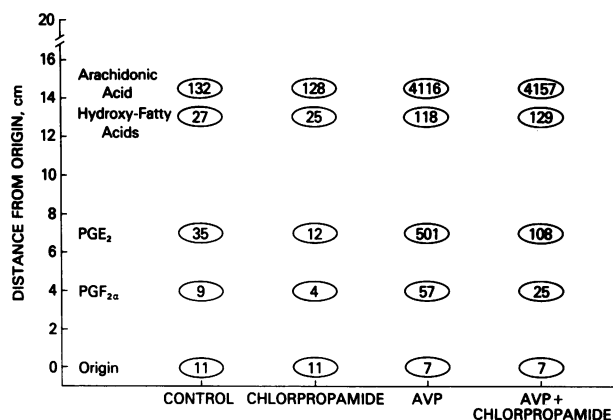 20
16
Arachidonic
Acid
132 128 4116 4157
14
Hydroxy-Fatty
Acids
27 25 118 129
12
10
8
PGE₂ 35 12 501 108
6
PGF₂α 9 4 57 25
4
2
Origin 11 11 7 7
0
DISTANCE FROM ORIGIN, cm
CONTROL CHLORPROPAMIDE AVP AVP +
CHLORPROPAMIDE